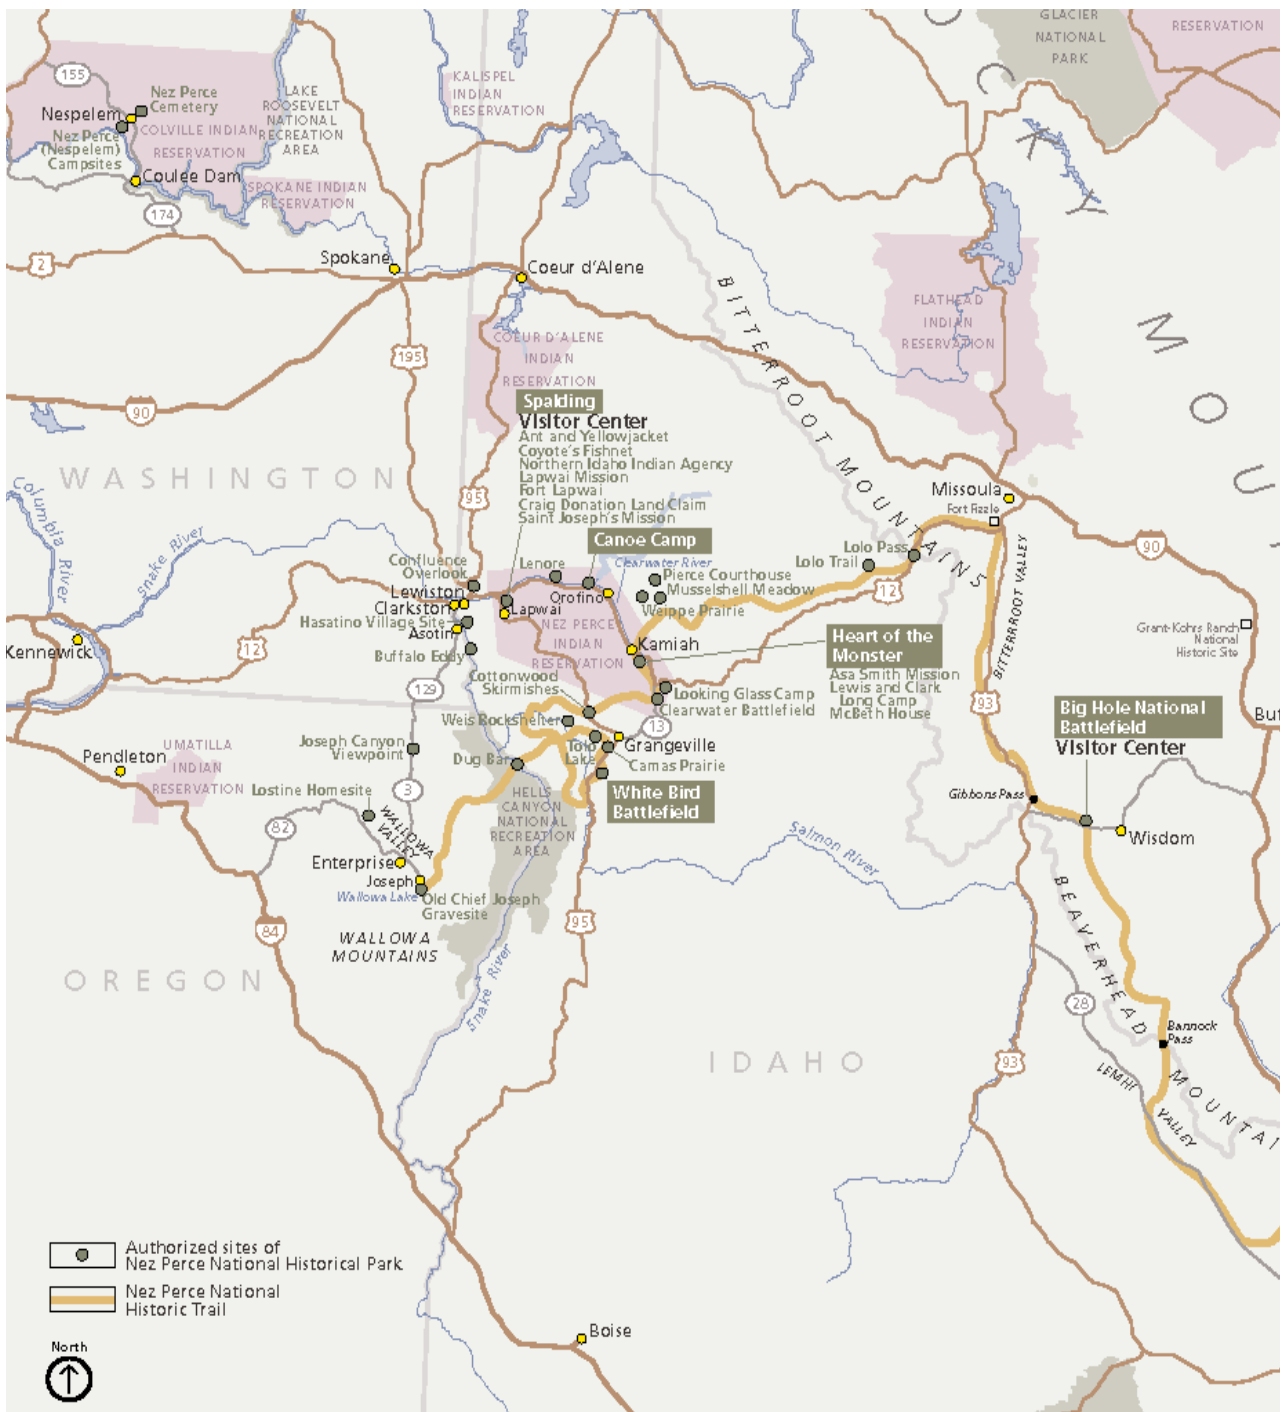 GLACIER
NATIONAL
PARK
RESERVATION
155
Nez Perce
Cemetery
Nespelem
Nez Perce
(Nespelem)
Campsites
COLVILLE INDIAN
RESERVATION
LAKE
ROOSEVELT
NATIONAL
RECREATION
AREA
KALISPEL
INDIAN
RESERVATION
Coulee Dam
SPOKANE INDIAN
RESERVATION
174
2
Spokane
Coeur d'Alene
ROCKY MOU
BITTERROOT MOUNTAINS
FLATHEAD
INDIAN
RESERVATION
COEUR D'ALENE
INDIAN
RESERVATION
195
90
WASHINGTON
Columbia River
Snake River
95
Spalding
Visitor Center
Ant and Yellowjacket
Coyote's Fishnet
Northern Idaho Indian Agency
Lapwai Mission
Fort Lapwai
Craig Donation Land Claim
Saint Joseph's Mission
Canoe Camp
Clearwater River
Missoula
Fort Fizzle
90
Lolo Pass
Lolo Trail
12
BITTERRROOT VALLEY
Confluence
Overlook
Lenore
Orofino
Pierce Courthouse
Musselshell Meadow
Weippe Prairie
Lewiston
Clarkston
Lapwai
Hasatino Village Site
Asotin
Buffalo Eddy
NEZ PERCE
INDIAN
RESERVATION
Kamiah
Heart of the
Monster
Asa Smith Mission
Lewis and Clark
Long Camp
McBeth House
Grant-Kohrs Ranch
National
Historic Site
Kennewick
12
129
Cottonwood
Skirmishes
Looking Glass Camp
Clearwater Battlefield
13
93
Big Hole National
Battlefield
Visitor Center
But
Weis Rockshelter
Tolo
Lake
Grangeville
Camas Prairie
Joseph Canyon
Viewpoint
Dug Bar
Pendleton
UMATILLA
INDIAN
RESERVATION
3
White Bird
Battlefield
Gibbons Pass
Wisdom
Lostine Homesite
82
WALLOWA
VALLEY
HELLS
CANYON
NATIONAL
RECREATION
AREA
Salmon River
Enterprise
Joseph
Wallowa Lake
Old Chief Joseph
Gravesite
95
84
WALLOWA
MOUNTAINS
OREGON
Snake River
IDAHO
BEAVERHEAD MOUNTAI
28
Bannock
Pass
93
LEMHI
VALLEY
Authorized sites of
Nez Perce National Historical Park
Nez Perce National
Historic Trail
Boise
North